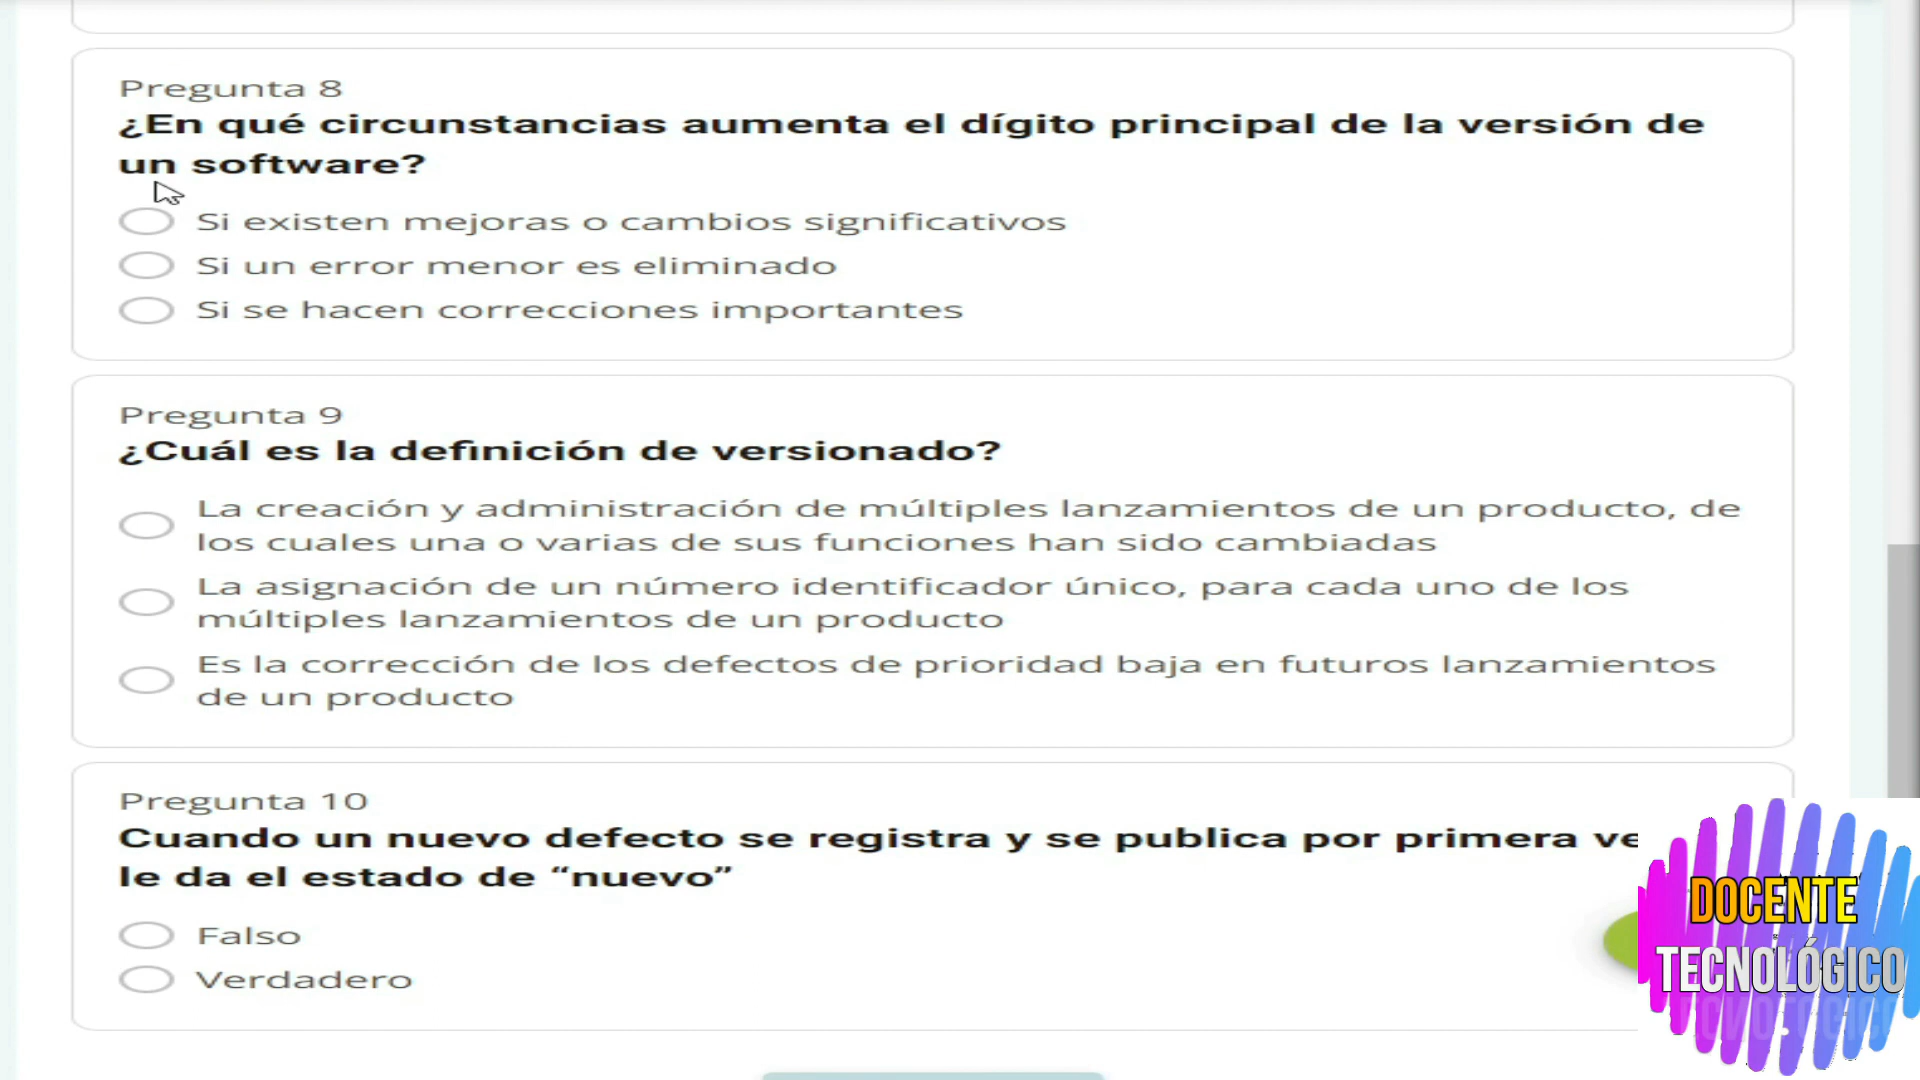 Pregunta 8
¿En qué circunstancias aumenta el dígito principal de la versión de
un software?
Si existen mejoras o cambios significativos
Si un error menor es eliminado
Si se hacen correcciones importantes
Pregunta 9
¿Cuál es la definición de versionado?
La creación y administración de múltiples lanzamientos de un producto, de
los cuales una o varias de sus funciones han sido cambiadas
La asignación de un número identificador único, para cada uno de los
múltiples lanzamientos de un producto
Es la corrección de los defectos de prioridad baja en futuros lanzamientos
de un producto
Pregunta 10
Cuando un nuevo defecto se registra y se publica por primera ve
le da el estado de “nuevo”
Falso
Verdadero
DOCENTE
TECNOLÓGICO